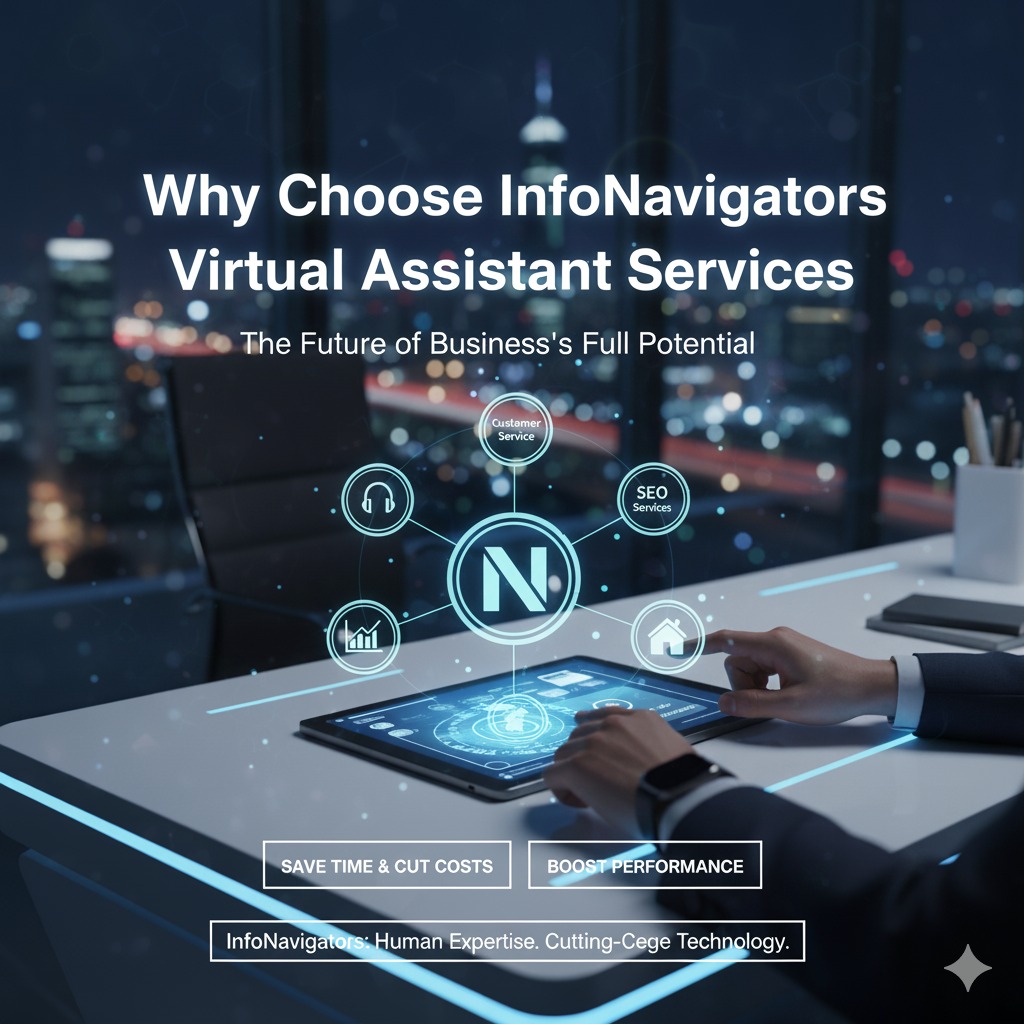 Why Choose InfoNavigators
Virtual Assistant Services
The Future of Business's Full Potential
Customer
Service
SEO
Services
N
SAVE TIME & CUT COSTS
BOOST PERFORMANCE
InfoNavigators: Human Expertise. Cutting-Cege Technology.